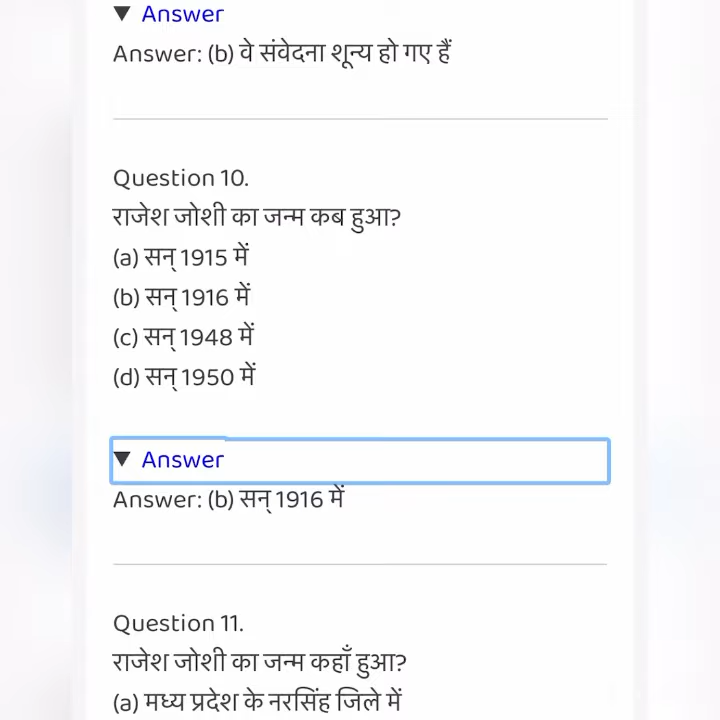 ▼ Answer
Answer: (b) वे संवेदना शून्य हो गए हैं
Question 10.
राजेश जोशी का जन्म कब हुआ?
(a) सन् 1915 में
(b) सन् 1916 में
(c) सन् 1948 में
(d) सन् 1950 में
▼ Answer
Answer: (b) सन् 1916 में
Question 11.
राजेश जोशी का जन्म कहाँ हुआ?
(a) मध्य प्रदेश के नरसिंह जिले में